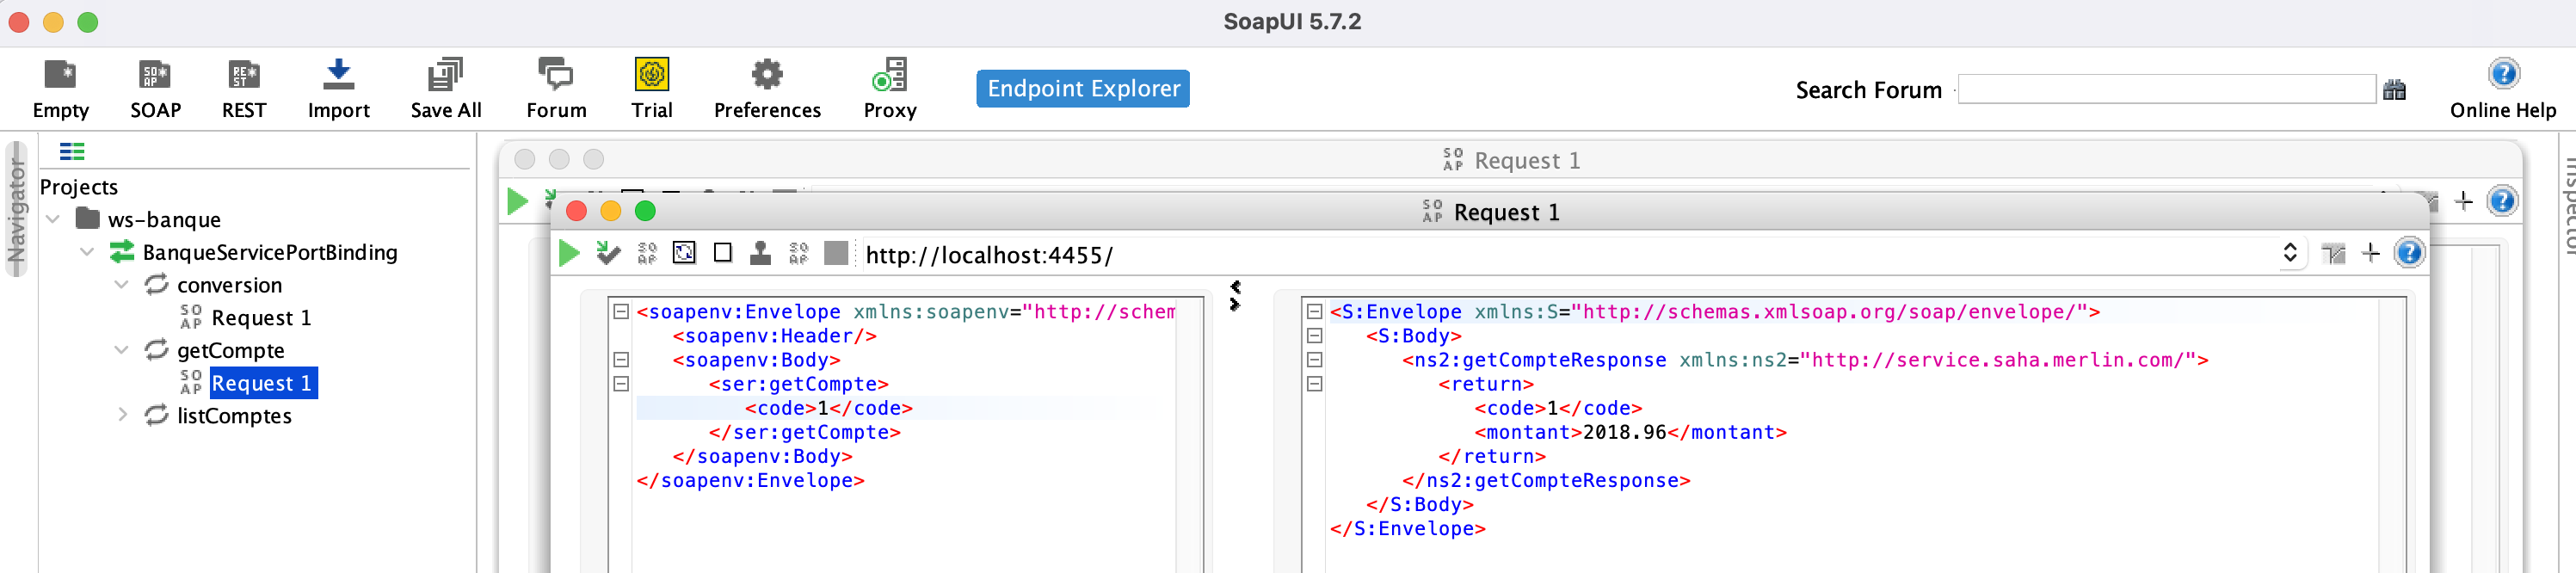 SoapUI 5.7.2
Empty SOAP REST Import Save All Forum Trial Preferences Proxy
Endpoint Explorer
Search Forum
Online Help
Navigator
Projects
ws-banque
BanqueServicePortBinding
conversion
SOAP Request 1
getCompte
SOAP Request 1
listComptes
SOAP Request 1
SOAP Request 1
http://localhost:4455/
<soapenv:Envelope xmlns:soapenv="http://schem
<soapenv:Header/>
<soapenv:Body>
<ser:getCompte>
<code>1</code>
</ser:getCompte>
</soapenv:Body>
</soapenv:Envelope>
<S:Envelope xmlns:S="http://schemas.xmlsoap.org/soap/envelope/">
<S:Body>
<ns2:getCompteResponse xmlns:ns2="http://service.saha.merlin.com/">
<return>
<code>1</code>
<montant>2018.96</montant>
</return>
</ns2:getCompteResponse>
</S:Body>
</S:Envelope>
Inspector